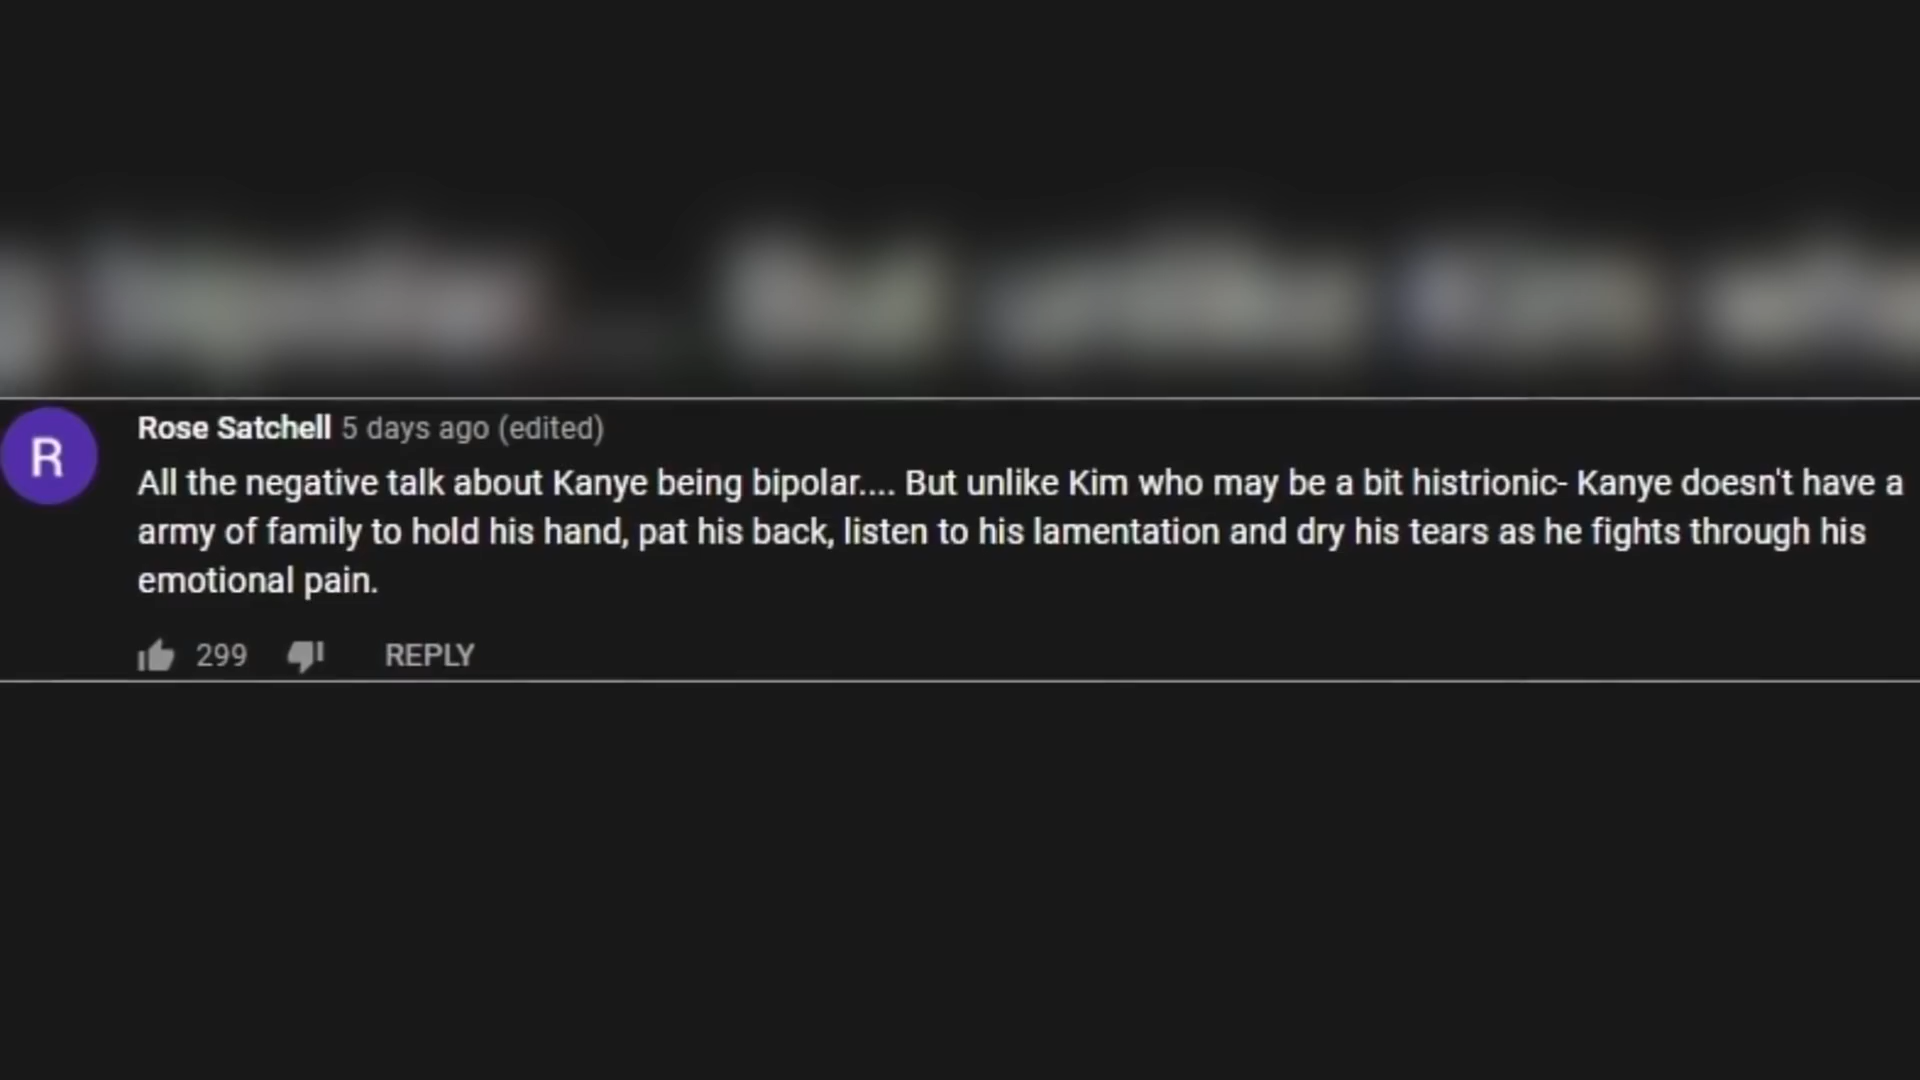 R
Rose Satchell 5 days ago (edited)
All the negative talk about Kanye being bipolar.... But unlike Kim who may be a bit histrionic- Kanye doesn't have a
army of family to hold his hand, pat his back, listen to his lamentation and dry his tears as he fights through his
emotional pain.
299 REPLY